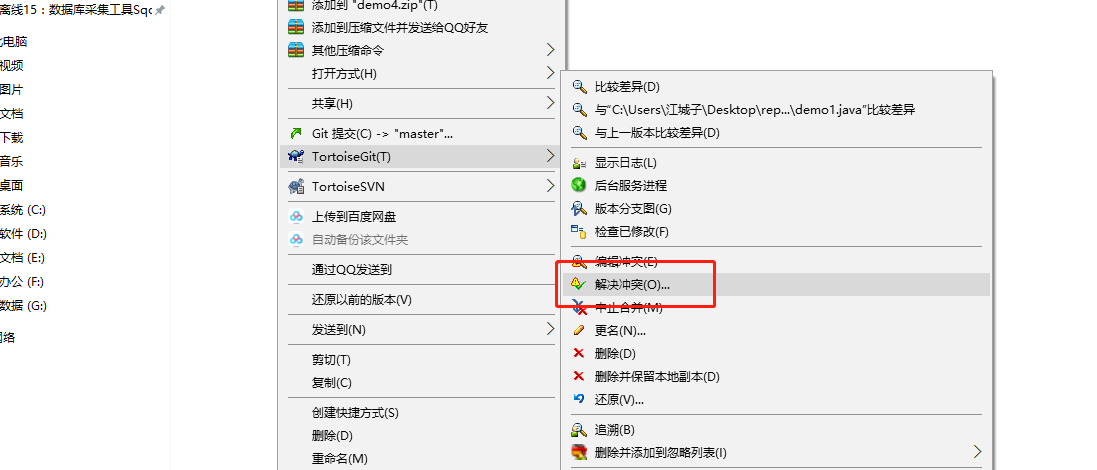 离线15：数据库采集工具Sqo
此电脑
视频
图片
文档
下载
音乐
桌面
系统 (C:)
软件 (D:)
文档 (E:)
办公 (F:)
数据 (G:)
网络
添加到 "demo4.zip"(T)
添加到压缩文件并发送给QQ好友
其他压缩命令
打开方式(H)
共享(H)
Git 提交(C) -> "master"...
TortoiseGit(T)
TortoiseSVN
上传到百度网盘
自动备份该文件夹
通过QQ发送到
还原以前的版本(V)
发送到(N)
剪切(T)
复制(C)
创建快捷方式(S)
删除(D)
重命名(M)
比较差异(D)
与“C:\Users\江城子\Desktop\rep...\demo1.java”比较差异
与上一版本比较差异(D)
显示日志(L)
后台服务进程
版本分支图(G)
检查已修改(F)
编辑冲突(E)
解决冲突(O)...
中止合并(M)
更名(N)...
删除(D)
删除并保留本地副本(D)
还原(V)...
追溯(B)
删除并添加到忽略列表(I)